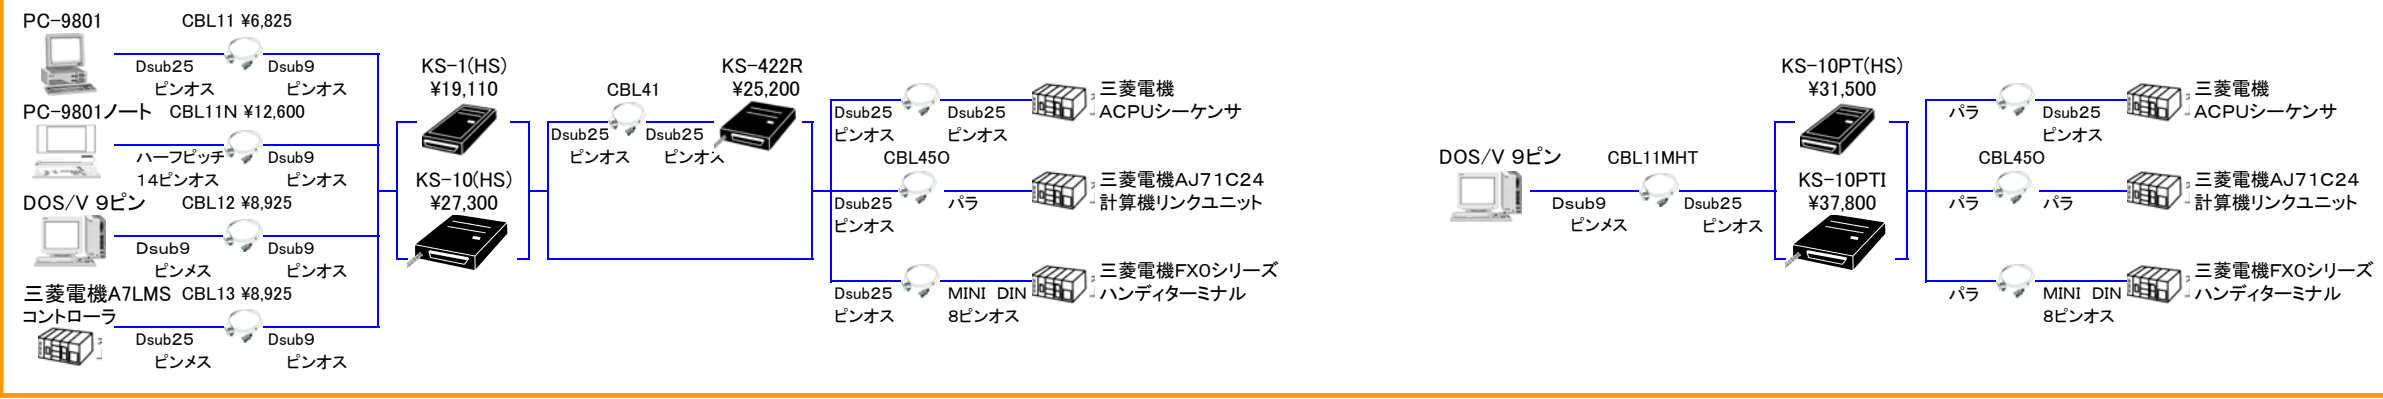 PC-9801
CBL11 ¥6,825
Dsub25
ピンオス
Dsub9
ピンオス
PC-9801ノート
CBL11N ¥12,600
ハーフピッチ
14ピンオス
Dsub9
ピンオス
DOS/V 9ピン
CBL12 ¥8,925
Dsub9
ピンメス
Dsub9
ピンオス
三菱電機A7LMS
コントローラ
CBL13 ¥8,925
Dsub25
ピンメス
Dsub9
ピンオス
KS-1(HS)
¥19,110
KS-10(HS)
¥27,300
CBL41
Dsub25
ピンオス
Dsub25
ピンオス
KS-422R
¥25,200
Dsub25
ピンオス
Dsub25
ピンオス
三菱電機
ACPUシーケンサ
CBL45O
Dsub25
ピンオス
パラ
三菱電機AJ71C24
計算機リンクユニット
Dsub25
ピンオス
MINI DIN
8ピンオス
三菱電機FX0シリーズ
ハンディターミナル
DOS/V 9ピン
CBL11MHT
Dsub9
ピンメス
Dsub25
ピンオス
KS-10PT(HS)
¥31,500
KS-10PTI
¥37,800
パラ
Dsub25
ピンオス
三菱電機
ACPUシーケンサ
CBL45O
パラ
パラ
三菱電機AJ71C24
計算機リンクユニット
パラ
MINI DIN
8ピンオス
三菱電機FX0シリーズ
ハンディターミナル